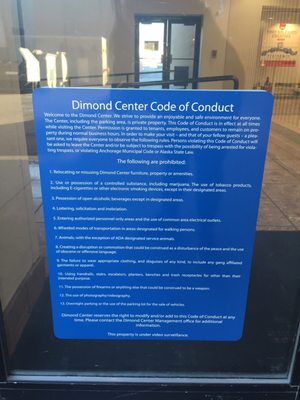 Dimond Center Code of Conduct
Welcome to the Dimond Center. We strive to provide an enjoyable and safe environment for everyone.
The Center, including the parking area, is private property. This Code of Conduct is in effect at all times
while visiting the Center. Permission is granted to tenants, employees, and customers to remain on pro-
perty during normal business hours. In order to make your visit – and that of your fellow guests – a plea-
sant one, we require everyone to observe the following rules. Persons violating this Code of Conduct will
be asked to leave the Center and/or be subject to trespass with the possibility of being arrested for viola-
ting trespass, or violating Anchorage Municipal Code or Alaska State Law.
The following are prohibited:
1. Relocating or misusing Dimond Center furniture, property or amenities.
2. Use or possession of a controlled substance, including marijuana. The use of tobacco products,
including E-cigarettes or other electronic smoking devices, except in their designated areas.
3. Possession of open alcoholic beverages except in designated areas.
4. Loitering, solicitation and
5. Entering authorized personnel only areas and the use of common area electrical outlets.
6. Wheeled modes of transportation in areas designated for walking persons.
7. Animals, with the exception of ADA designated service animals.
8. Creating a disruption or commotion that could be construed as a disturbance of the peace and the use
of obscene or offensive language.
9. The failure to wear appropriate clothing, and disguises of any kind, to include any gang affiliated
garments or apparel.
10. Using handrails, stairs, escalators, planters, benches and trash receptacles for other than their
intended purpose.
11. The possession of firearms or anything else that could be construed to be a weapon.
12. The use of photography/videography.
13. Overnight parking or the use of the parking lot for the sale of vehicles.
Dimond Center reserves the right to modify and/or add to this Code of Conduct at any
time. Please contact the Dimond Center Management office for additional
information.
This property is under video surveillance.